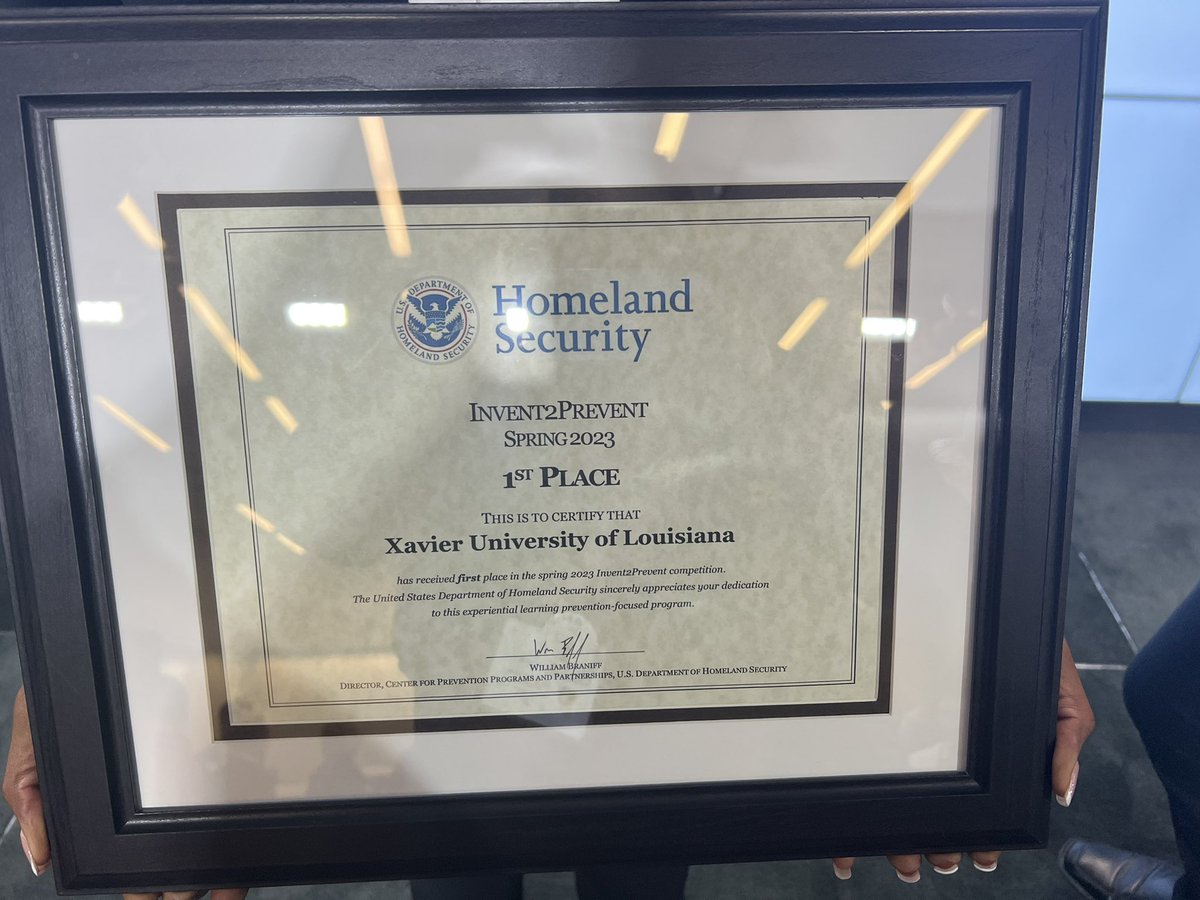 U.S. DEPARTMENT OF
HOMELAND SECURITY
Homeland
Security
INVENT2PREVENT
SPRING 2023
1ST PLACE
THIS IS TO CERTIFY THAT
Xavier University of Louisiana
has received first place in the spring 2023 Invent2Prevent competition.
The United States Department of Homeland Security sincerely appreciates your dedication
to this experiential learning prevention-focused program.
WILLIAM BRANIFF
DIRECTOR, CENTER FOR PREVENTION PROGRAMS AND PARTNERSHIPS, U.S. DEPARTMENT OF HOMELAND SECURITY